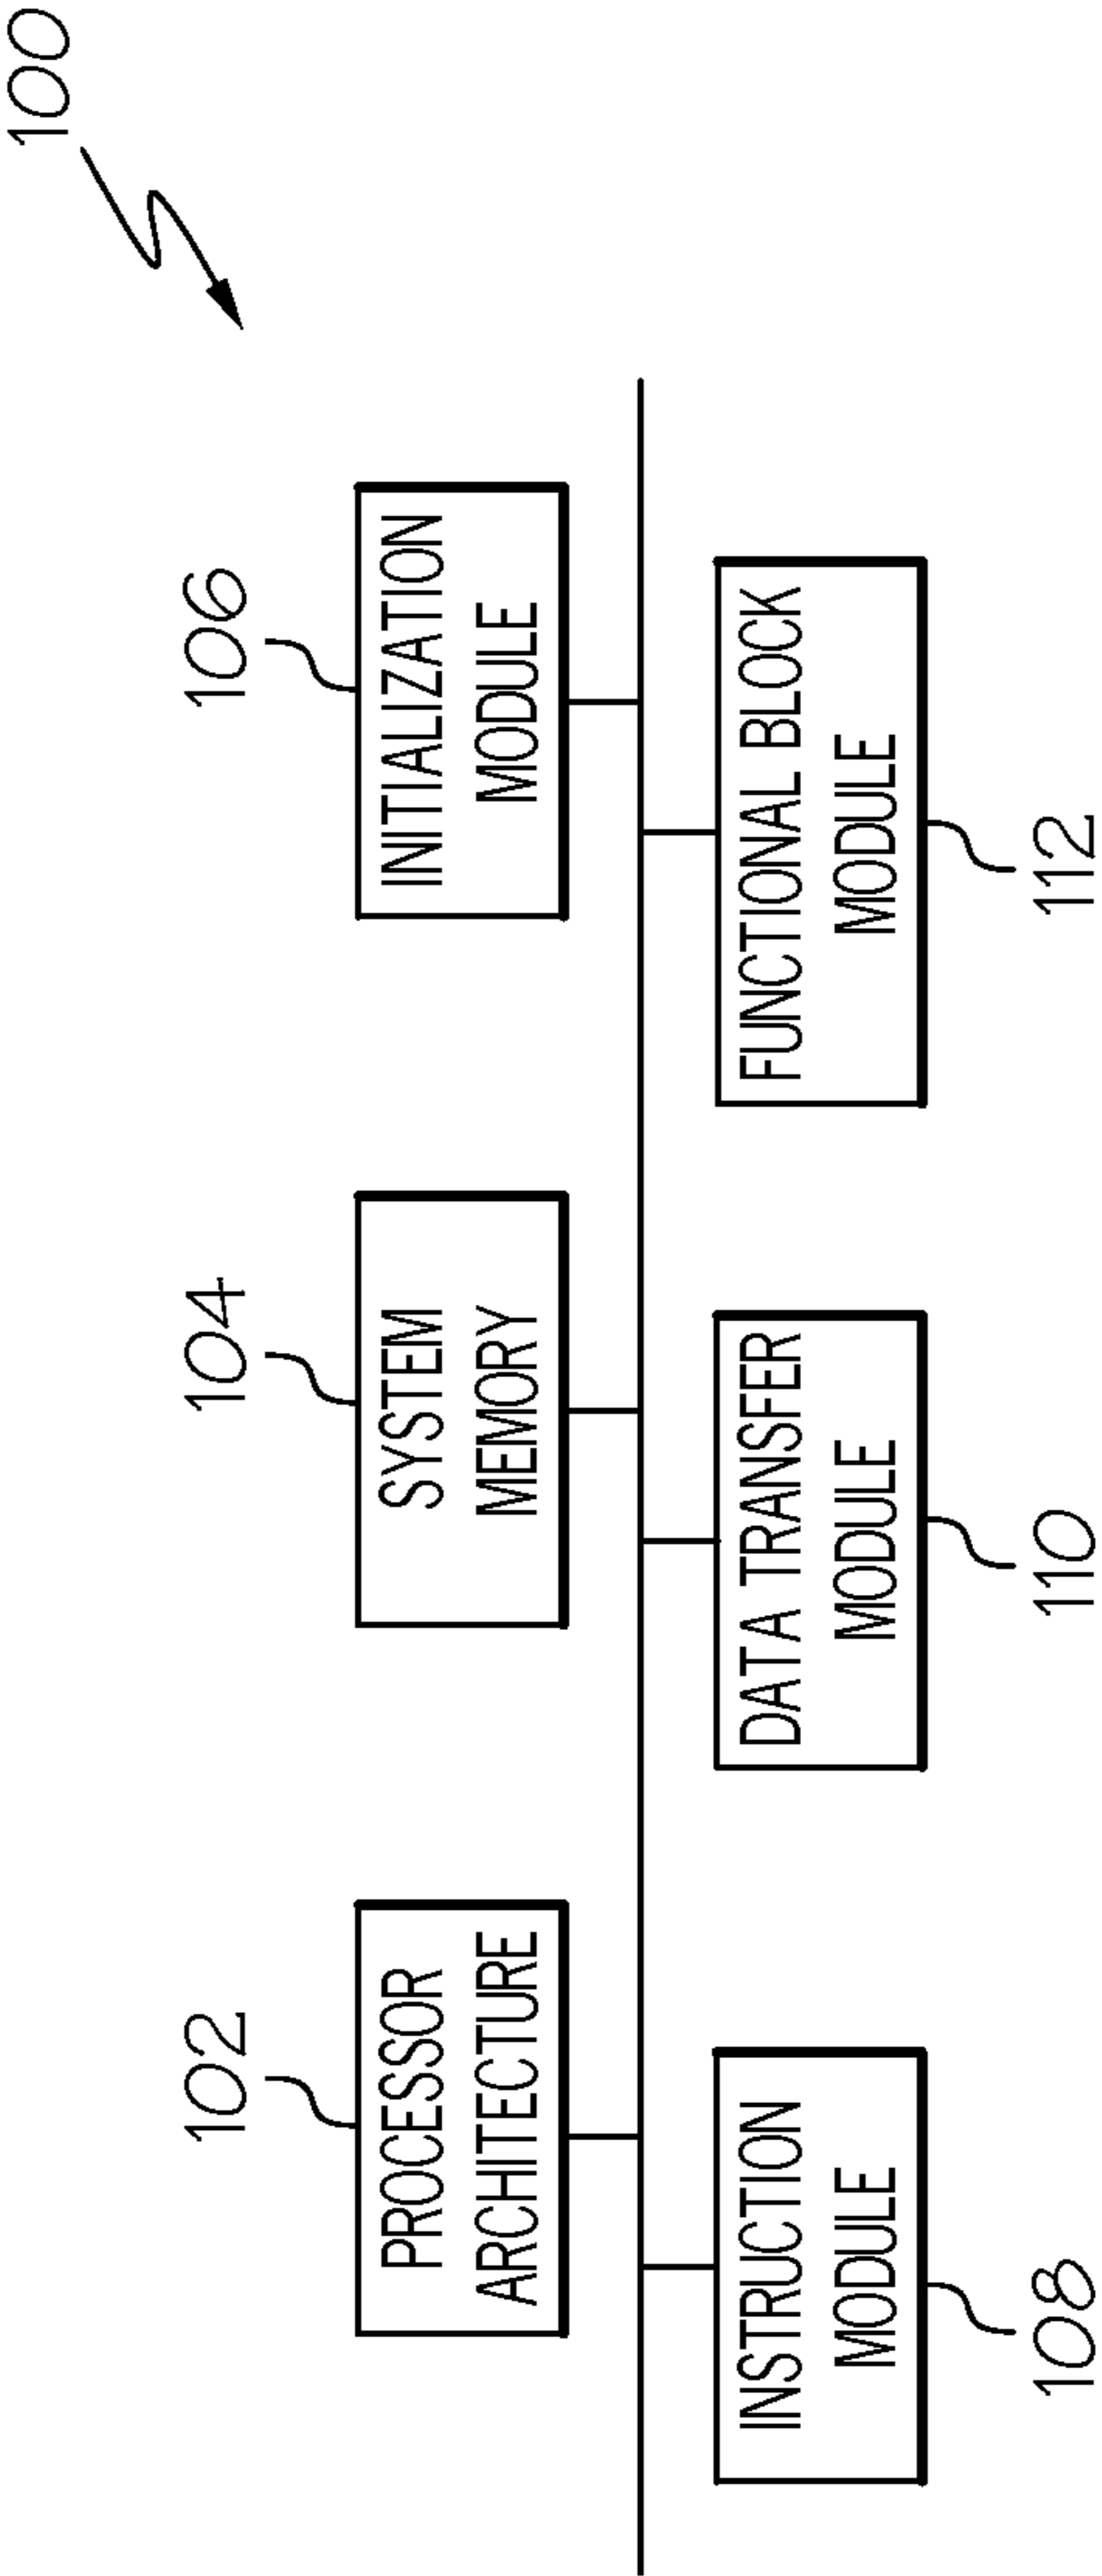 100
102
104
106
PROCESSOR
ARCHITECTURE
SYSTEM
MEMORY
INITIALIZATION
MODULE
INSTRUCTION
MODULE
DATA TRANSFER
MODULE
FUNCTIONAL BLOCK
MODULE
108
110
112